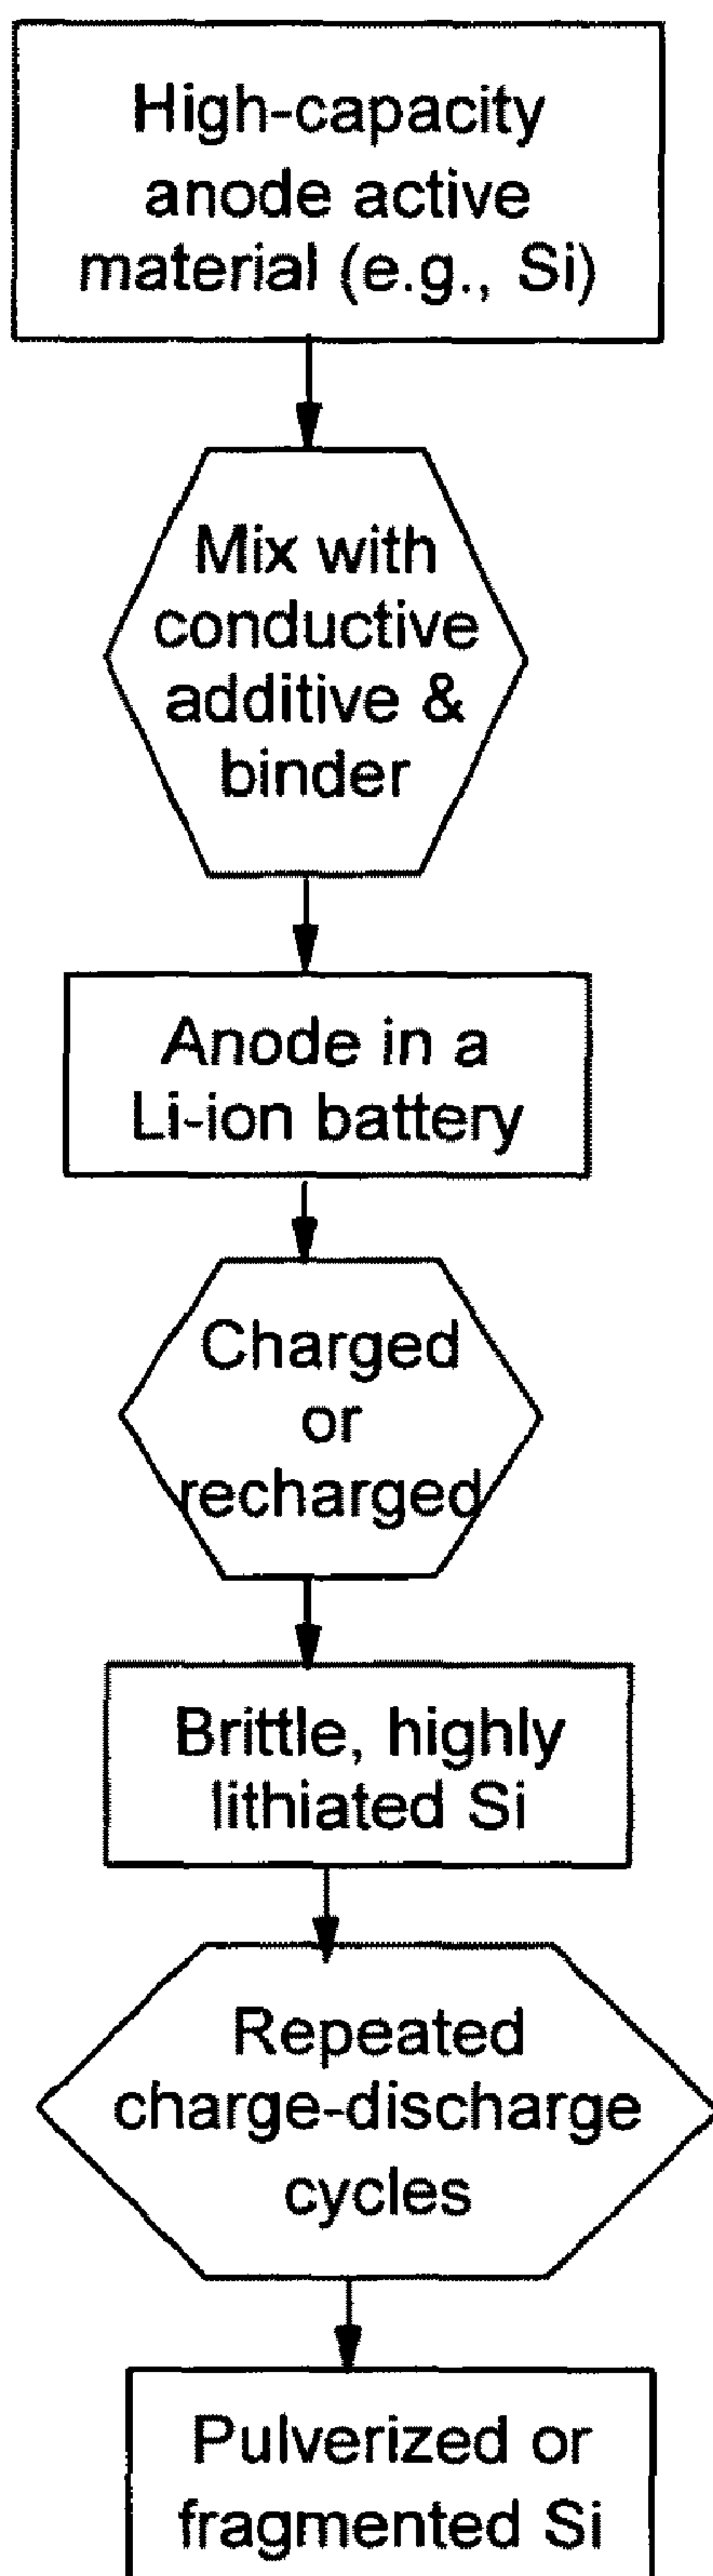 High-capacity
anode active
material (e.g., Si)
Mix with
conductive
additive &
binder
Anode in a
Li-ion battery
Charged
or
recharged
Brittle, highly
lithiated Si
Repeated
charge-discharge
cycles
Pulverized or
fragmented Si